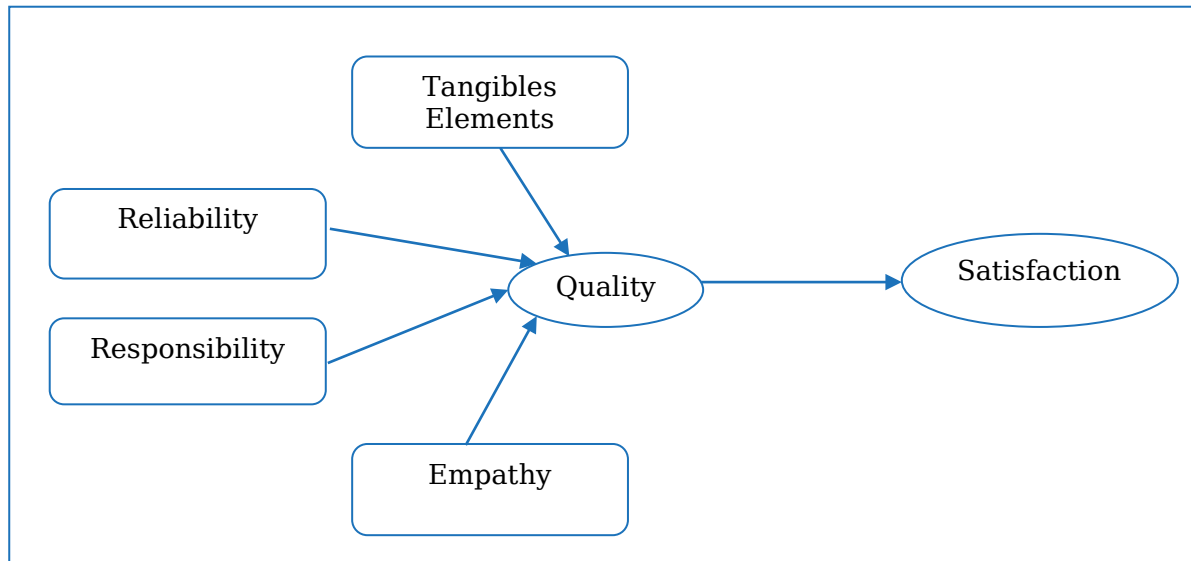 Tangibles
Elements
Reliability
Quality
Satisfaction
Responsibility
Empathy